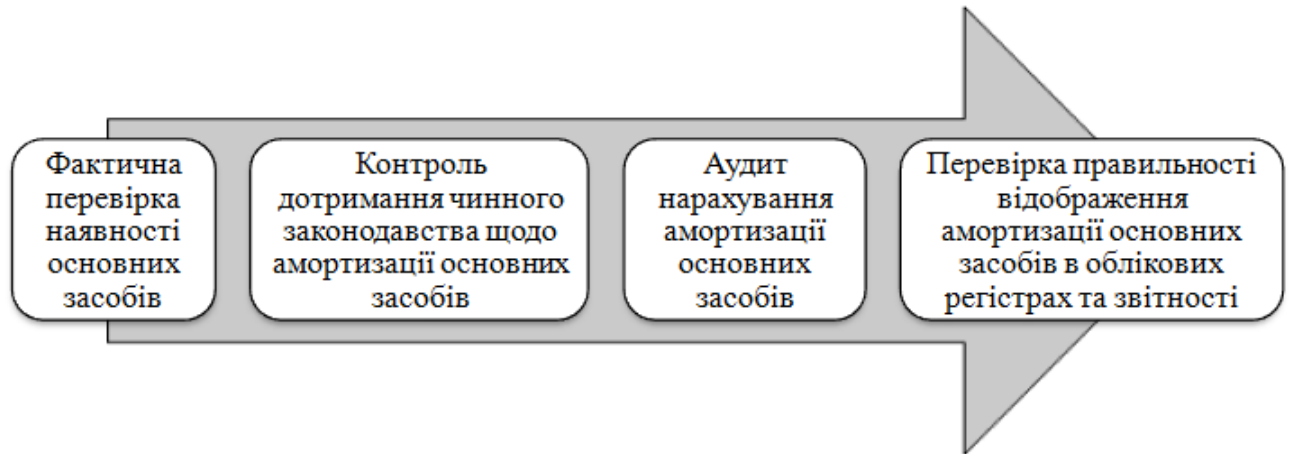 Фактична
перевірка
наявності
основних
засобів
Контроль
дотримання чинного
законодавства щодо
амортизації основних
засобів
Аудит
нарахування
амортизації
основних
засобів
Перевірка правильності
відображення
амортизації основних
засобів в облікових
регістрах та звітності